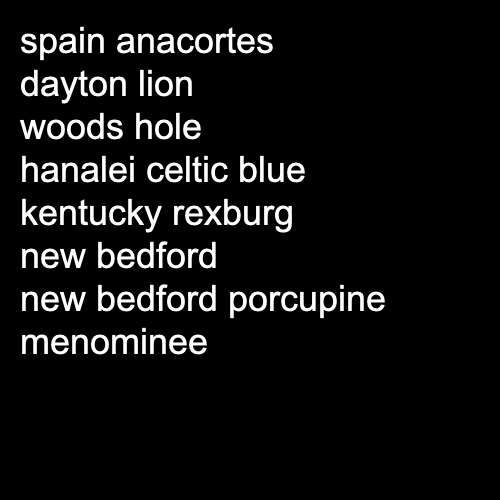 spain anacortes
dayton lion
woods hole
hanalei celtic blue
kentucky rexburg
new bedford
new bedford porcupine
menominee